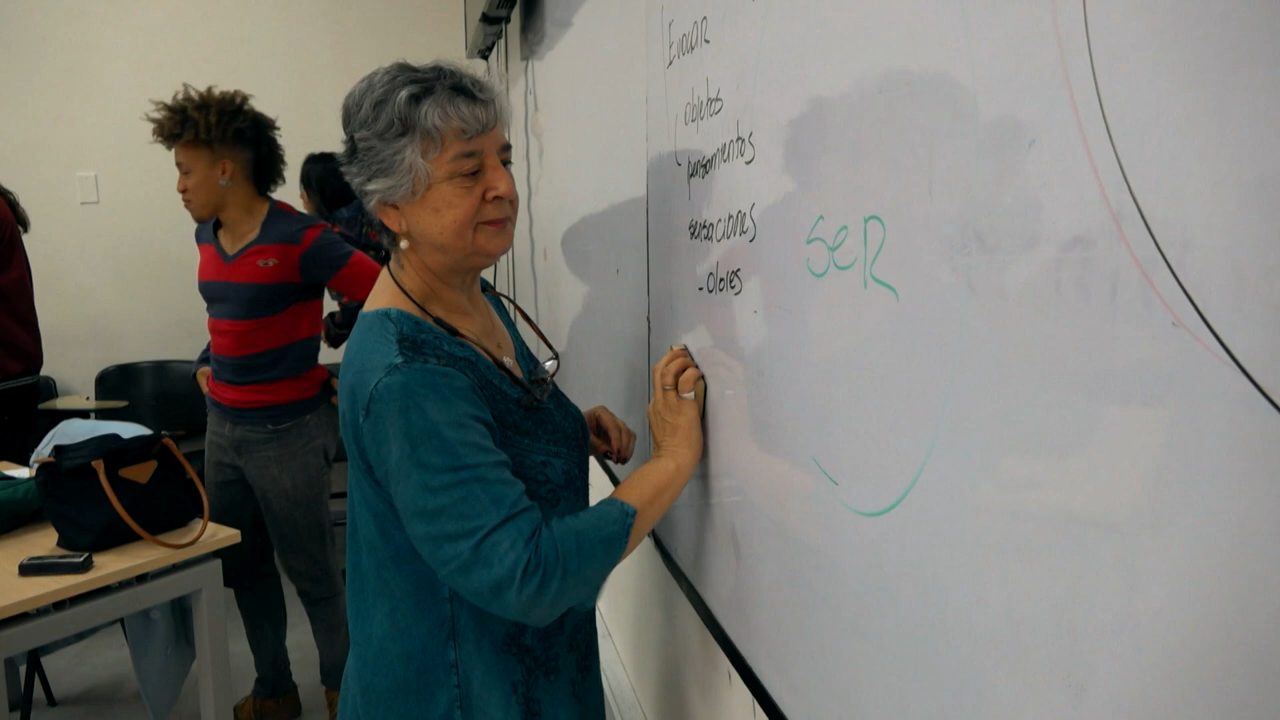 Evocar
objetos
pensamientos
sensaciones
-olores
SeR